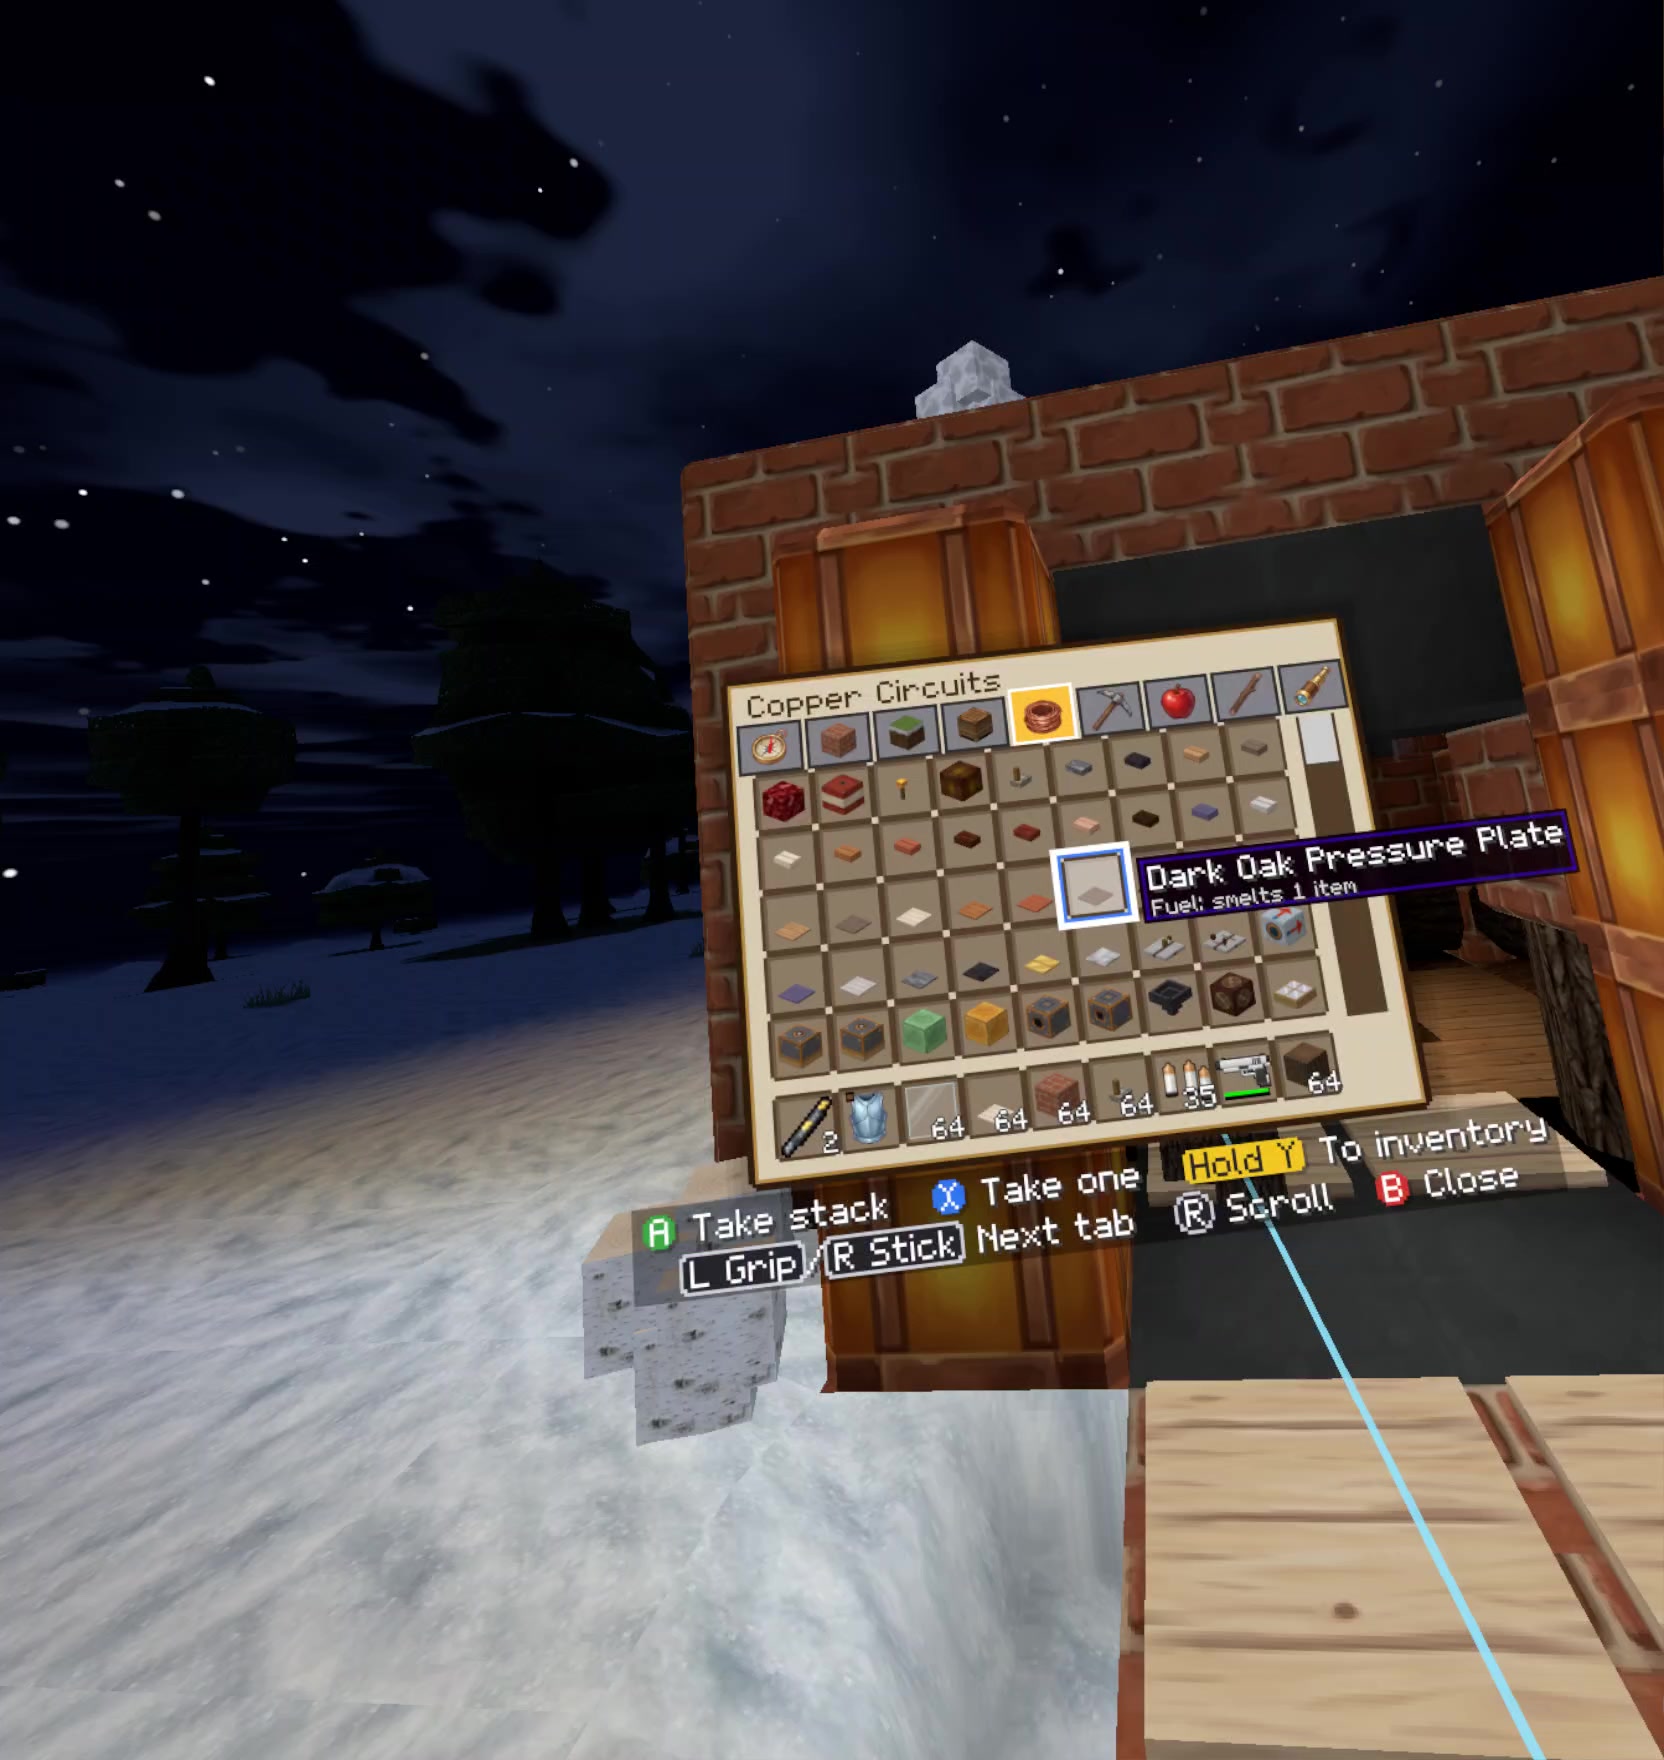 Copper Circuits
Dark Oak Pressure Plate
Fuel: smelts 1 item
2
64
64
64
64
35
64
A Take stack X Take one Hold Y To inventory
L Grip/R Stick Next tab R Scroll B Close